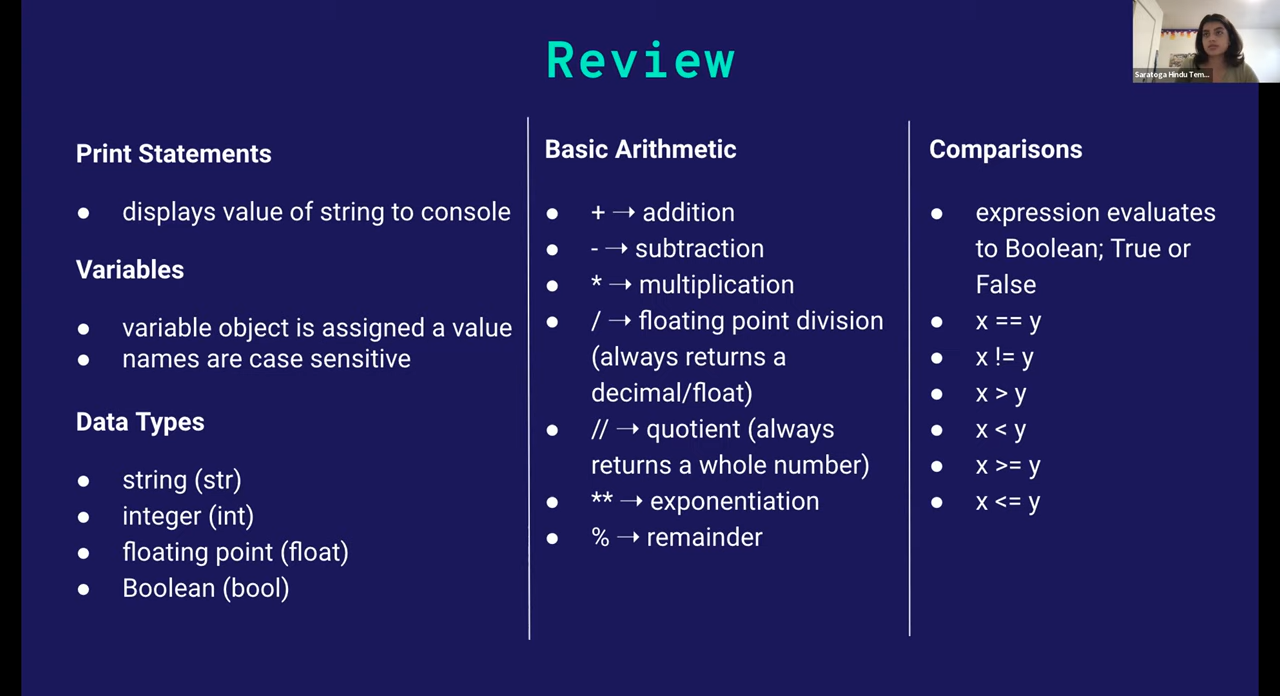 Review
Saratoga Hindu Tem...
Print Statements
● displays value of string to console
Variables
● variable object is assigned a value
● names are case sensitive
Data Types
● string (str)
● integer (int)
● floating point (float)
● Boolean (bool)
Basic Arithmetic
● + → addition
● - → subtraction
● * → multiplication
● / → floating point division
(always returns a
decimal/float)
● // → quotient (always
returns a whole number)
● ** → exponentiation
● % → remainder
Comparisons
● expression evaluates
to Boolean; True or
False
● x == y
● x != y
● x > y
● x < y
● x >= y
● x <= y